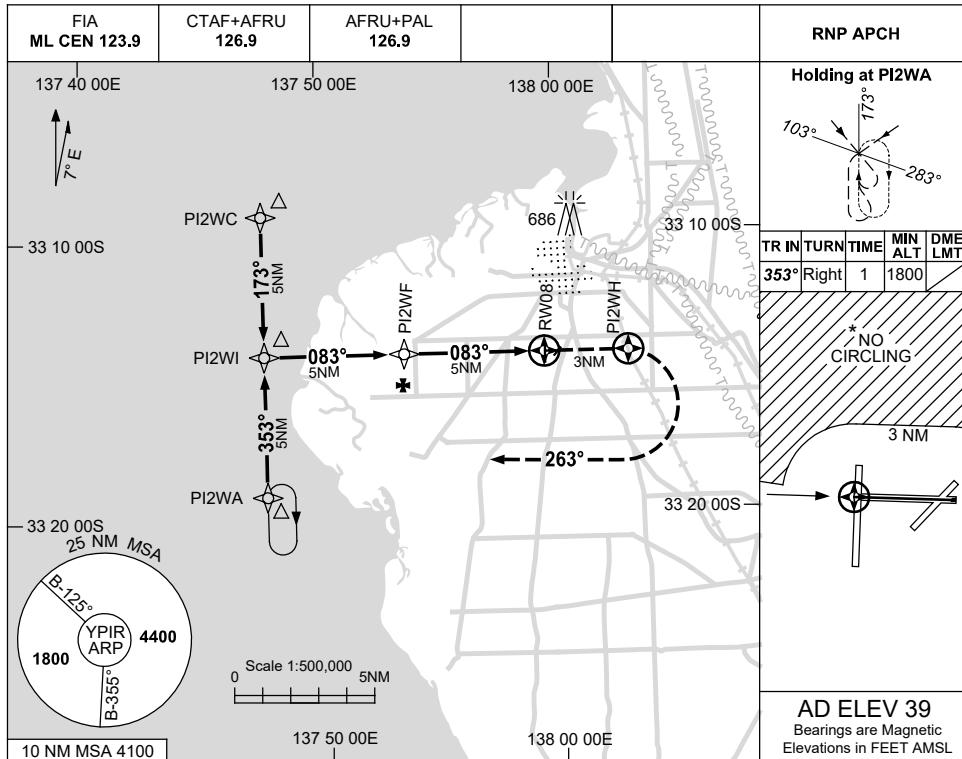 FIA
ML CEN 123.9
CTAF+AFRU
126.9
AFRU+PAL
126.9
RNP APCH
137 40 00E
137 50 00E
138 00 00E
7° E
PI2WC
33 10 00S
173°
5NM
PI2WI
083°
5NM
PI2WF
083°
5NM
RW08
3NM
PI2WH
686
33 10 00S
353°
5NM
PI2WA
263°
33 20 00S
33 20 00S
25 NM MSA
B-125°
YPIR
ARP
1800
4400
B-355°
10 NM MSA 4100
Scale 1:500,000
0
5NM
137 50 00E
138 00 00E
Holding at PI2WA
173°
103°
283°
TR IN TURN TIME MIN ALT DME LMT
353° Right 1 1800
* NO
CIRCLING
3 NM
AD ELEV 39
Bearings are Magnetic
Elevations in FEET AMSL